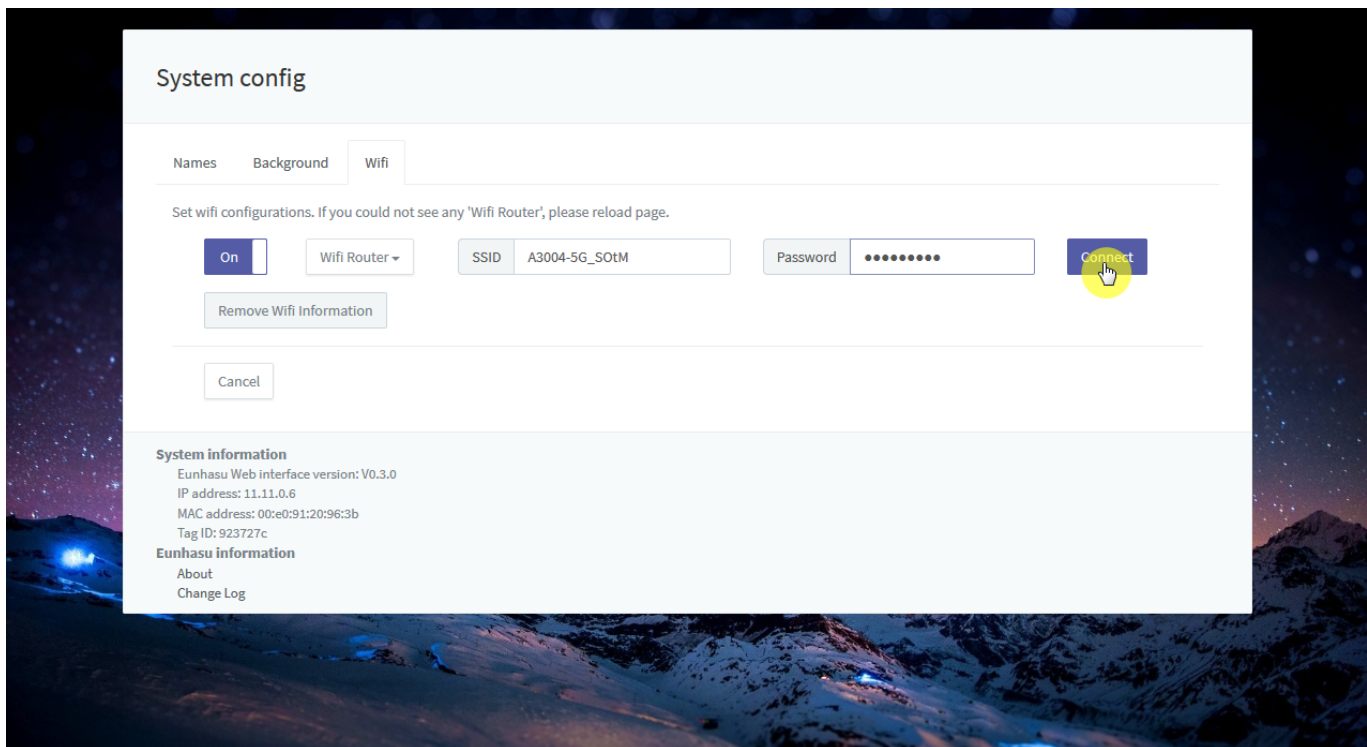 System config
Names Background Wifi
Set wifi configurations. If you could not see any 'Wifi Router', please reload page.
On Wifi Router SSID A3004-5G_SOtM Password ●●●●●●●●● Connect
Remove Wifi Information
Cancel
System information
Eunhasu Web interface version: V0.3.0
IP address: 11.11.0.6
MAC address: 00:e0:91:20:96:3b
Tag ID: 923727c
Eunhasu information
About
Change Log